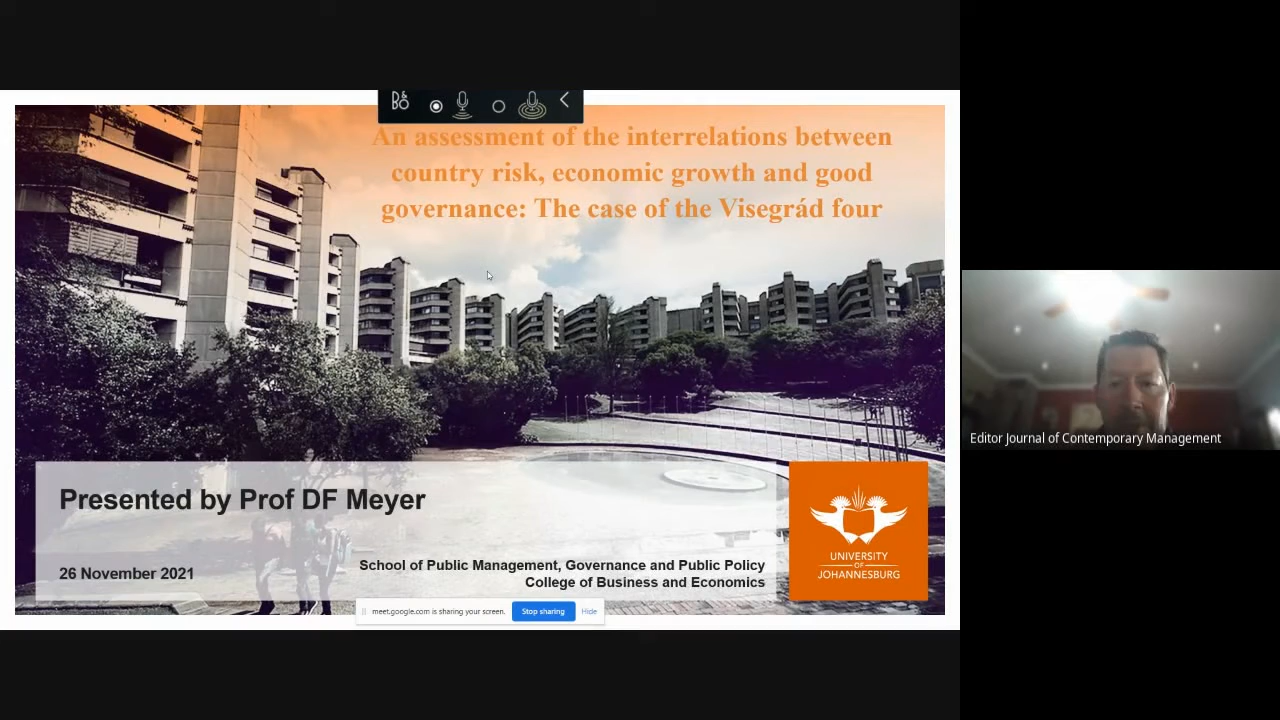 B&O
An assessment of the interrelations between
country risk, economic growth and good
governance: The case of the Visegrád four
Presented by Prof DF Meyer
26 November 2021
School of Public Management, Governance and Public Policy
College of Business and Economics
UNIVERSITY
OF
JOHANNESBURG
meet.google.com is sharing your screen.
Stop sharing
Hide
Editor Journal of Contemporary Management